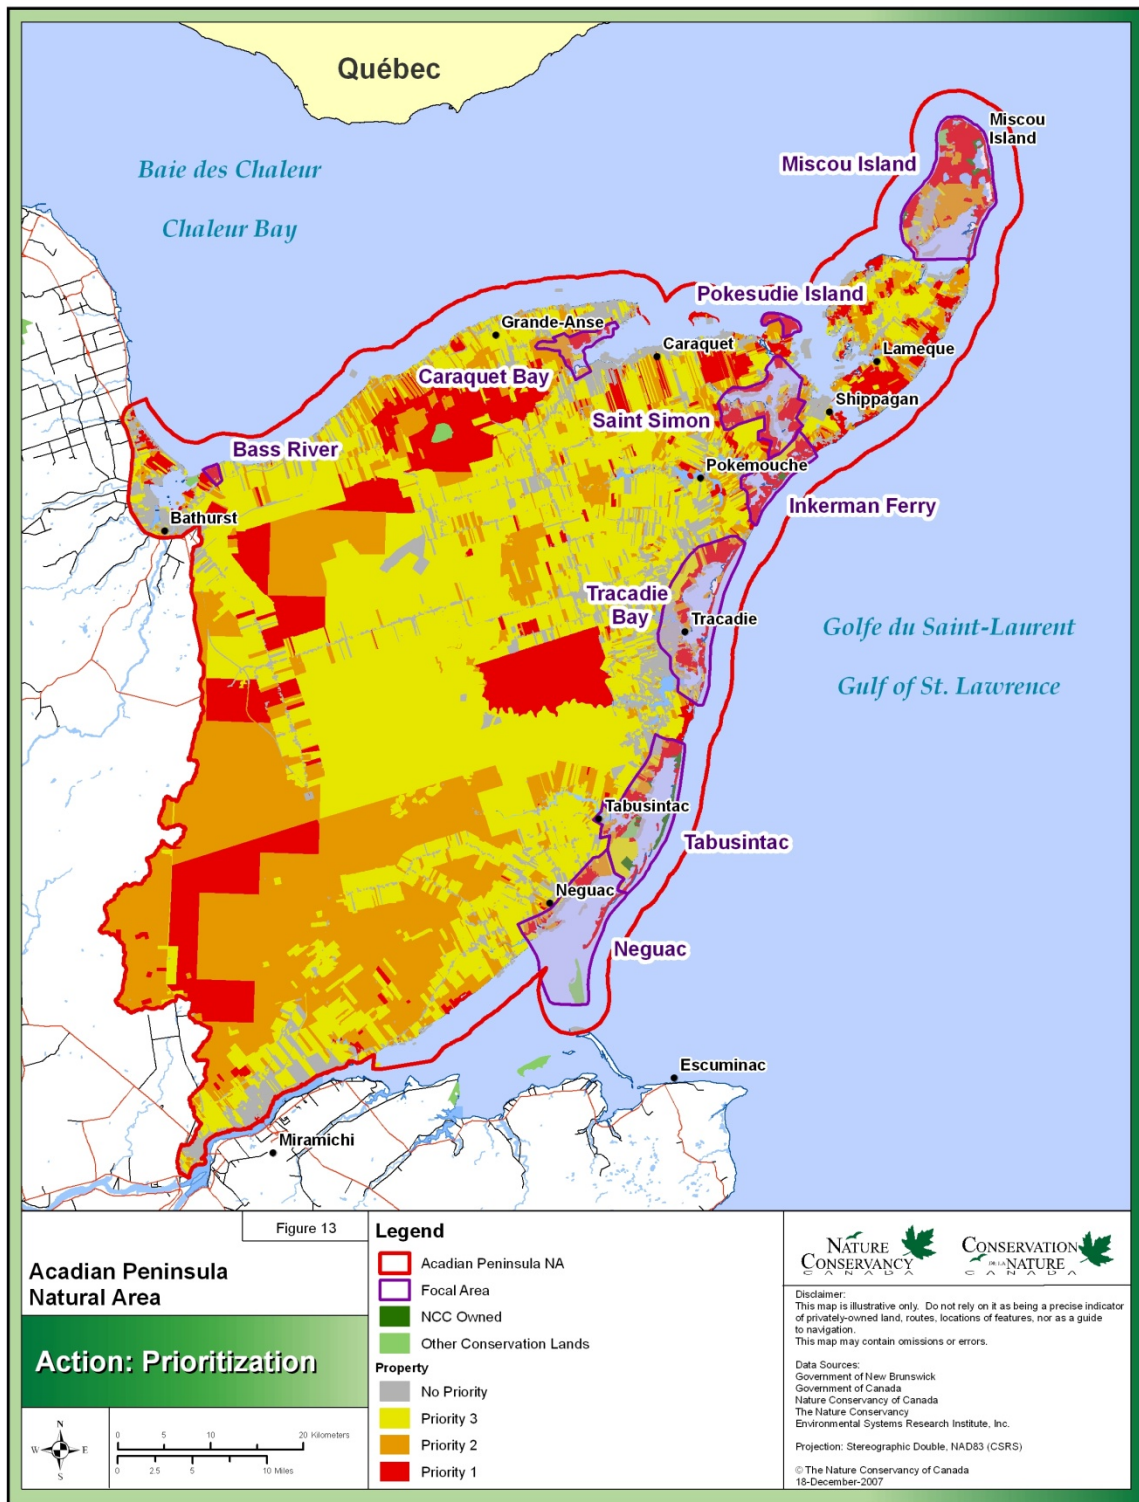 Québec
Baie des Chaleur
Chaleur Bay
Miscou
Island
Miscou Island
Pokesudie Island
Grande-Anse
Caraquet
Lameque
Caraquet Bay
Shippagan
Saint Simon
Bass River
Pokemouche
Inkerman Ferry
Bathurst
Tracadie
Bay
Tracadie
Golfe du Saint-Laurent
Gulf of St. Lawrence
Tabusintac
Tabusintac
Neguac
Neguac
Escuminac
Miramichi
Figure 13
Acadian Peninsula
Natural Area
Action: Prioritization
N
W E
S
0 5 10 20 Kilometers
0 2.5 5 10 Miles
Legend
Acadian Peninsula NA
Focal Area
NCC Owned
Other Conservation Lands
Property
No Priority
Priority 3
Priority 2
Priority 1
NATURE
CONSERVANCY
CANADA
CONSERVATION
DE LA NATURE
CANADA
Disclaimer:
This map is illustrative only. Do not rely on it as being a precise indicator
of privately-owned land, routes, locations of features, nor as a guide
to navigation.
This map may contain omissions or errors.
Data Sources:
Government of New Brunswick
Government of Canada
Nature Conservancy of Canada
The Nature Conservancy
Environmental Systems Research Institute, Inc.
Projection: Stereographic Double, NAD83 (CSRS)
© The Nature Conservancy of Canada
18-December-2007